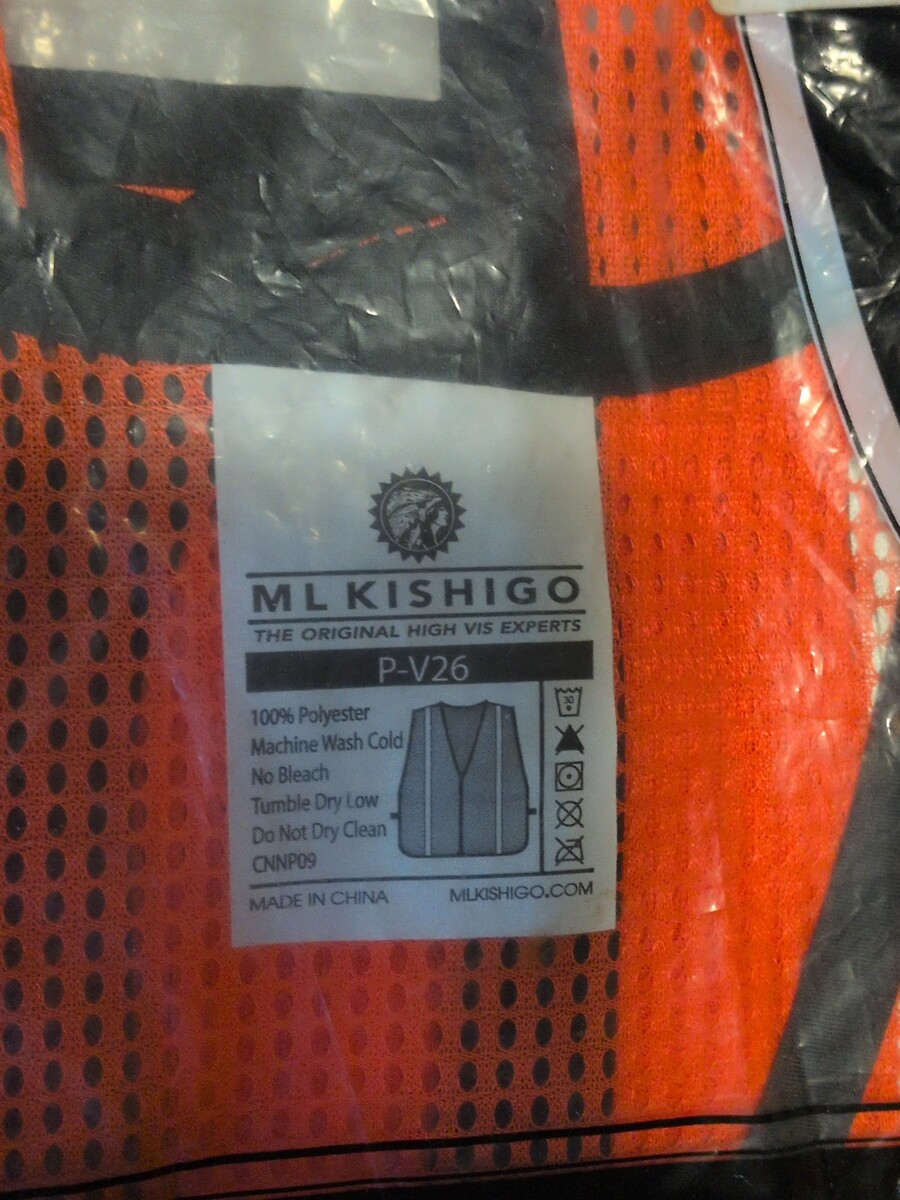 ML KISHIGO
THE ORIGINAL HIGH VIS EXPERTS
P-V26
100% Polyester
Machine Wash Cold
No Bleach
Tumble Dry Low
Do Not Dry Clean
CNNP09
30
MADE IN CHINA
MLKISHIGO.COM